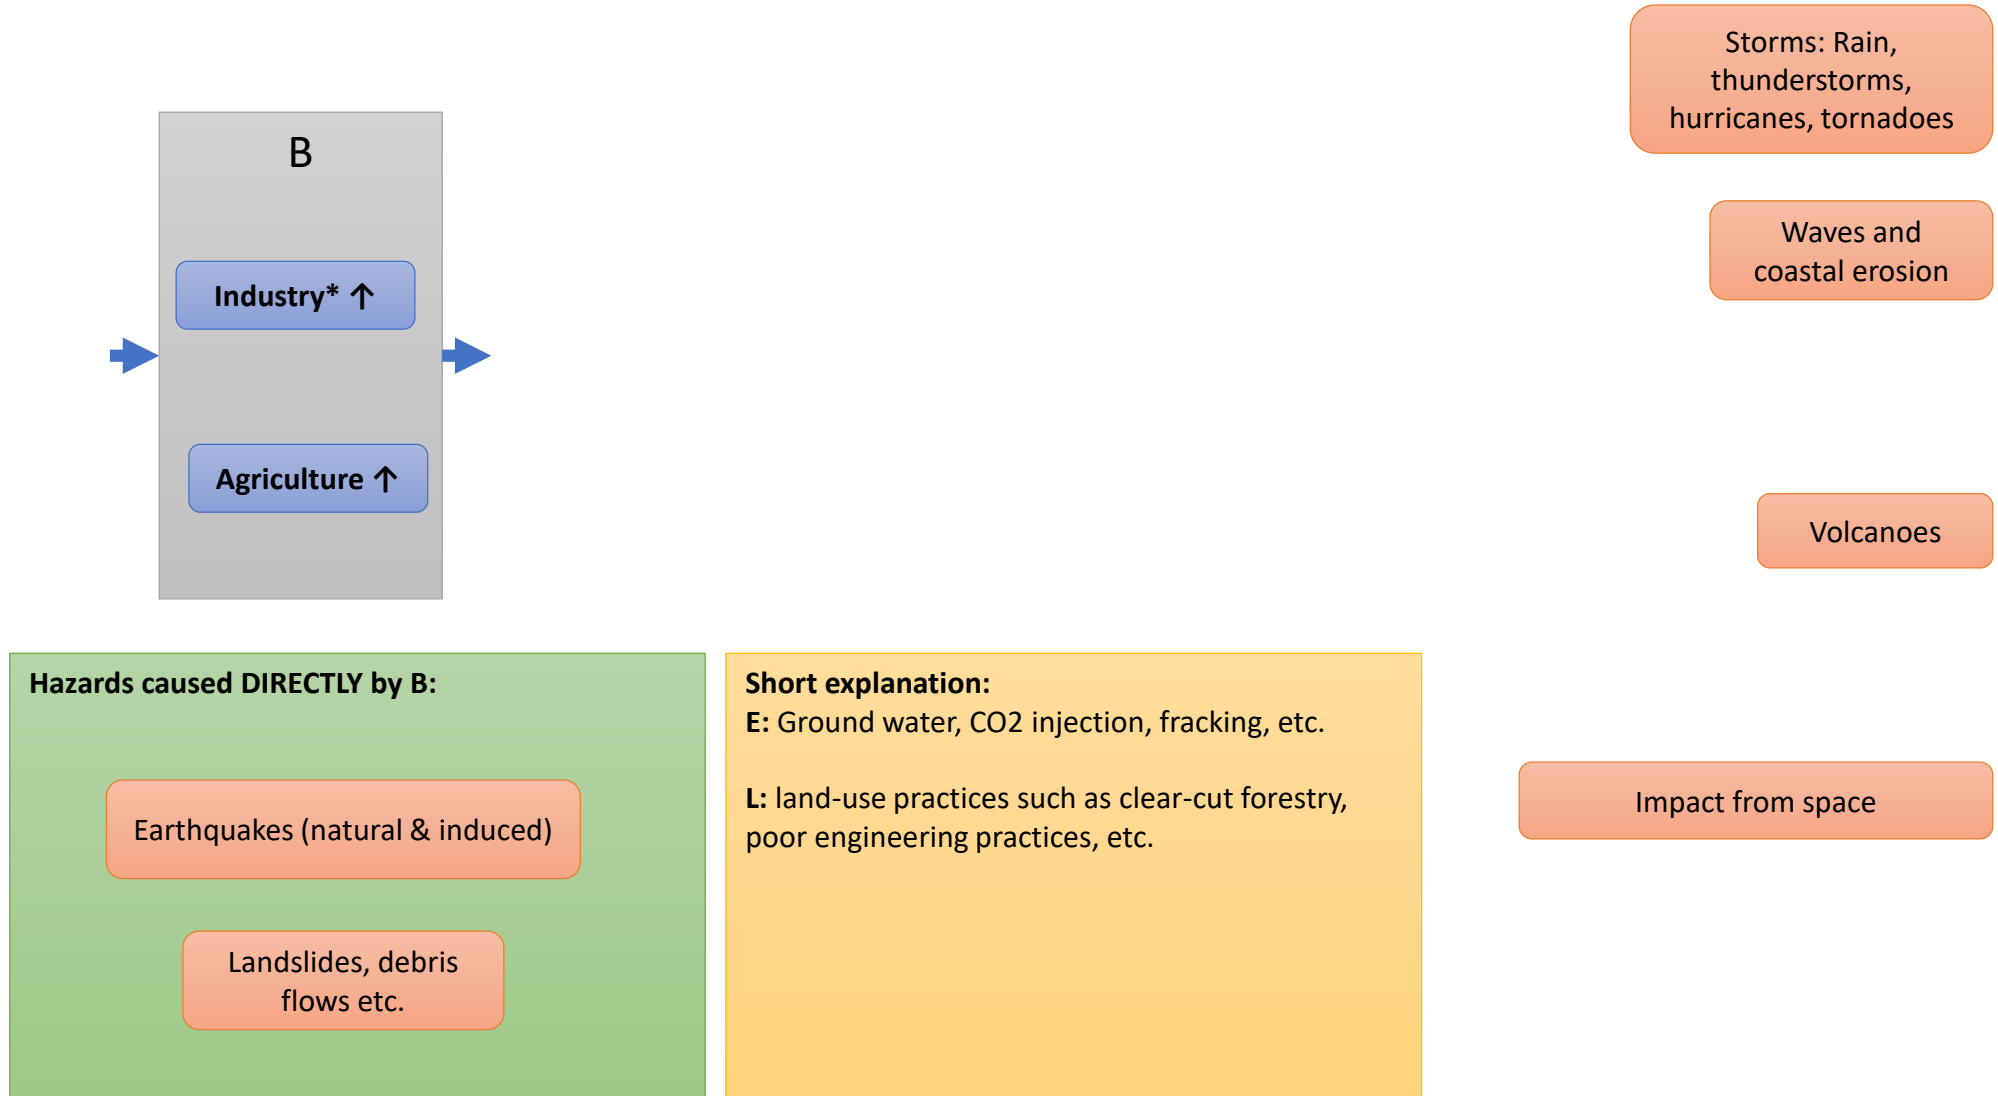 B
Industry* ↑
Agriculture ↑
Storms: Rain,
thunderstorms,
hurricanes, tornadoes
Waves and
coastal erosion
Volcanoes
Hazards caused DIRECTLY by B:
Earthquakes (natural & induced)
Landslides, debris
flows etc.
Short explanation:
E: Ground water, CO2 injection, fracking, etc.
L: land-use practices such as clear-cut forestry,
poor engineering practices, etc.
Impact from space